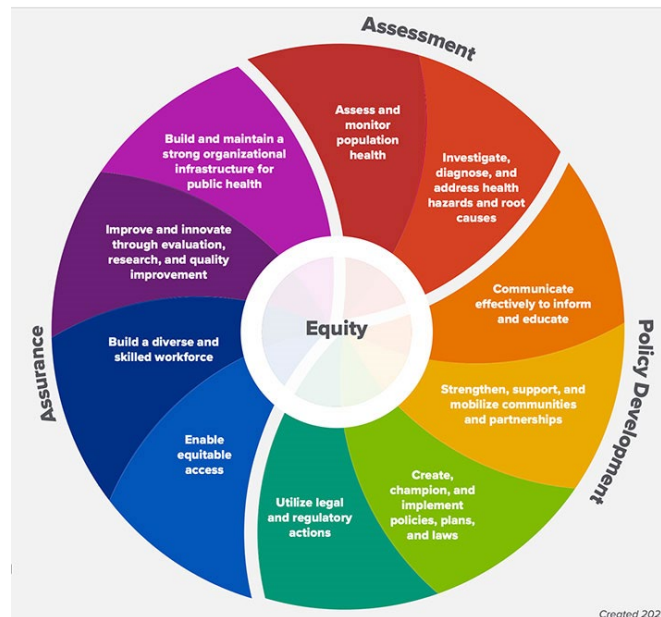 Assessment
Assess and
monitor
population
health
Investigate,
diagnose, and
address health
hazards and root
causes
Policy Development
Communicate
effectively to inform
and educate
Strengthen, support, and
mobilize communities
and partnerships
Create,
champion, and
implement
policies, plans,
and laws
Utilize legal
and regulatory
actions
Assurance
Enable
equitable
access
Build a diverse and
skilled workforce
Improve and innovate
through evaluation,
research, and quality
improvement
Build and maintain a
strong organizational
infrastructure for
public health
Equity
Created 202